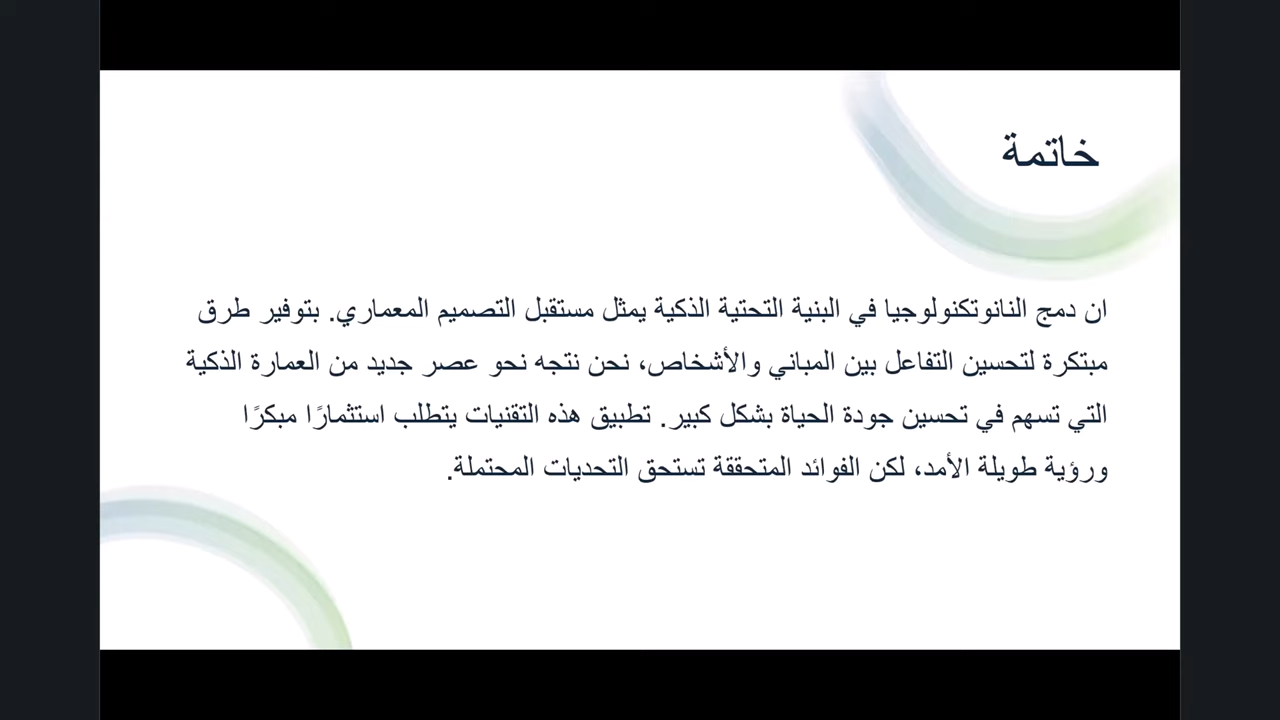 خاتمة
ان دمج النانوتكنولوجيا في البنية التحتية الذكية يمثل مستقبل التصميم المعماري. بتوفير طرق
مبتكرة لتحسين التفاعل بين المباني والأشخاص، نحن نتجه نحو عصر جديد من العمارة الذكية
التي تسهم في تحسين جودة الحياة بشكل كبير. تطبيق هذه التقنيات يتطلب استثمارًا مبكرًا
ورؤية طويلة الأمد، لكن الفوائد المتحققة تستحق التحديات المحتملة.